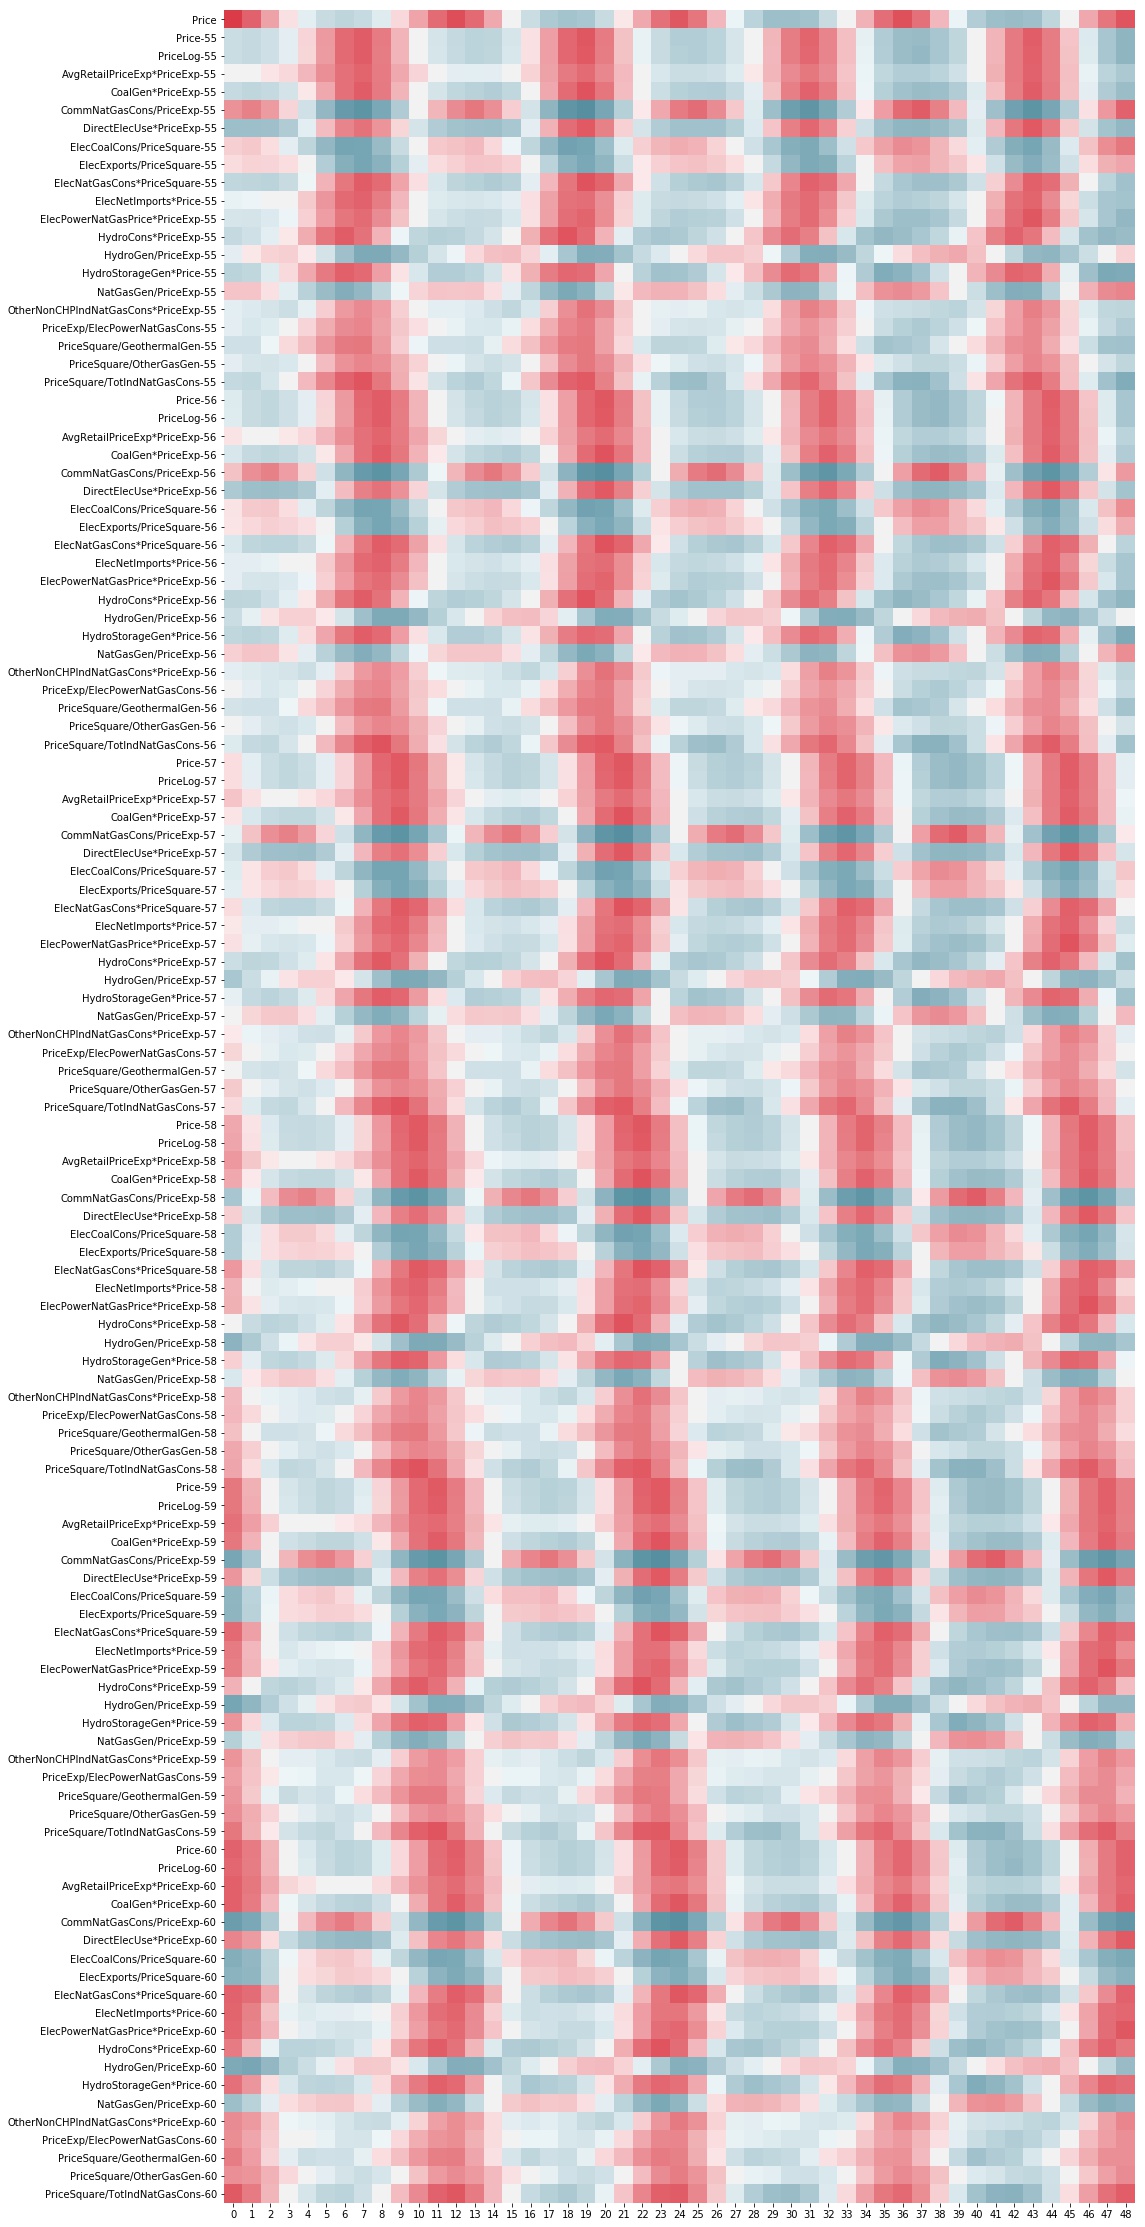 Price
Price-55
PriceLog-55
AvgRetailPriceExp*PriceExp-55
CoalGen*PriceExp-55
CommNatGasCons/PriceExp-55
DirectElecUse*PriceExp-55
ElecCoalCons/PriceSquare-55
ElecExports/PriceSquare-55
ElecNatGasCons*PriceSquare-55
ElecNetImports*Price-55
ElecPowerNatGasPrice*PriceExp-55
HydroCons*PriceExp-55
HydroGen/PriceExp-55
HydroStorageGen*Price-55
NatGasGen/PriceExp-55
OtherNonCHPIndNatGasCons*PriceExp-55
PriceExp/ElecPowerNatGasCons-55
PriceSquare/GeothermalGen-55
PriceSquare/OtherGasGen-55
PriceSquare/TotIndNatGasCons-55
Price-56
PriceLog-56
AvgRetailPriceExp*PriceExp-56
CoalGen*PriceExp-56
CommNatGasCons/PriceExp-56
DirectElecUse*PriceExp-56
ElecCoalCons/PriceSquare-56
ElecExports/PriceSquare-56
ElecNatGasCons*PriceSquare-56
ElecNetImports*Price-56
ElecPowerNatGasPrice*PriceExp-56
HydroCons*PriceExp-56
HydroGen/PriceExp-56
HydroStorageGen*Price-56
NatGasGen/PriceExp-56
OtherNonCHPIndNatGasCons*PriceExp-56
PriceExp/ElecPowerNatGasCons-56
PriceSquare/GeothermalGen-56
PriceSquare/OtherGasGen-56
PriceSquare/TotIndNatGasCons-56
Price-57
PriceLog-57
AvgRetailPriceExp*PriceExp-57
CoalGen*PriceExp-57
CommNatGasCons/PriceExp-57
DirectElecUse*PriceExp-57
ElecCoalCons/PriceSquare-57
ElecExports/PriceSquare-57
ElecNatGasCons*PriceSquare-57
ElecNetImports*Price-57
ElecPowerNatGasPrice*PriceExp-57
HydroCons*PriceExp-57
HydroGen/PriceExp-57
HydroStorageGen*Price-57
NatGasGen/PriceExp-57
OtherNonCHPIndNatGasCons*PriceExp-57
PriceExp/ElecPowerNatGasCons-57
PriceSquare/GeothermalGen-57
PriceSquare/OtherGasGen-57
PriceSquare/TotIndNatGasCons-57
Price-58
PriceLog-58
AvgRetailPriceExp*PriceExp-58
CoalGen*PriceExp-58
CommNatGasCons/PriceExp-58
DirectElecUse*PriceExp-58
ElecCoalCons/PriceSquare-58
ElecExports/PriceSquare-58
ElecNatGasCons*PriceSquare-58
ElecNetImports*Price-58
ElecPowerNatGasPrice*PriceExp-58
HydroCons*PriceExp-58
HydroGen/PriceExp-58
HydroStorageGen*Price-58
NatGasGen/PriceExp-58
OtherNonCHPIndNatGasCons*PriceExp-58
PriceExp/ElecPowerNatGasCons-58
PriceSquare/GeothermalGen-58
PriceSquare/OtherGasGen-58
PriceSquare/TotIndNatGasCons-58
Price-59
PriceLog-59
AvgRetailPriceExp*PriceExp-59
CoalGen*PriceExp-59
CommNatGasCons/PriceExp-59
DirectElecUse*PriceExp-59
ElecCoalCons/PriceSquare-59
ElecExports/PriceSquare-59
ElecNatGasCons*PriceSquare-59
ElecNetImports*Price-59
ElecPowerNatGasPrice*PriceExp-59
HydroCons*PriceExp-59
HydroGen/PriceExp-59
HydroStorageGen*Price-59
NatGasGen/PriceExp-59
OtherNonCHPIndNatGasCons*PriceExp-59
PriceExp/ElecPowerNatGasCons-59
PriceSquare/GeothermalGen-59
PriceSquare/OtherGasGen-59
PriceSquare/TotIndNatGasCons-59
Price-60
PriceLog-60
AvgRetailPriceExp*PriceExp-60
CoalGen*PriceExp-60
CommNatGasCons/PriceExp-60
DirectElecUse*PriceExp-60
ElecCoalCons/PriceSquare-60
ElecExports/PriceSquare-60
ElecNatGasCons*PriceSquare-60
ElecNetImports*Price-60
ElecPowerNatGasPrice*PriceExp-60
HydroCons*PriceExp-60
HydroGen/PriceExp-60
HydroStorageGen*Price-60
NatGasGen/PriceExp-60
OtherNonCHPIndNatGasCons*PriceExp-60
PriceExp/ElecPowerNatGasCons-60
PriceSquare/GeothermalGen-60
PriceSquare/OtherGasGen-60
PriceSquare/TotIndNatGasCons-60
0 1 2 3 4 5 6 7 8 9 10 11 12 13 14 15 16 17 18 19 20 21 22 23 24 25 26 27 28 29 30 31 32 33 34 35 36 37 38 39 40 41 42 43 44 45 46 47 48